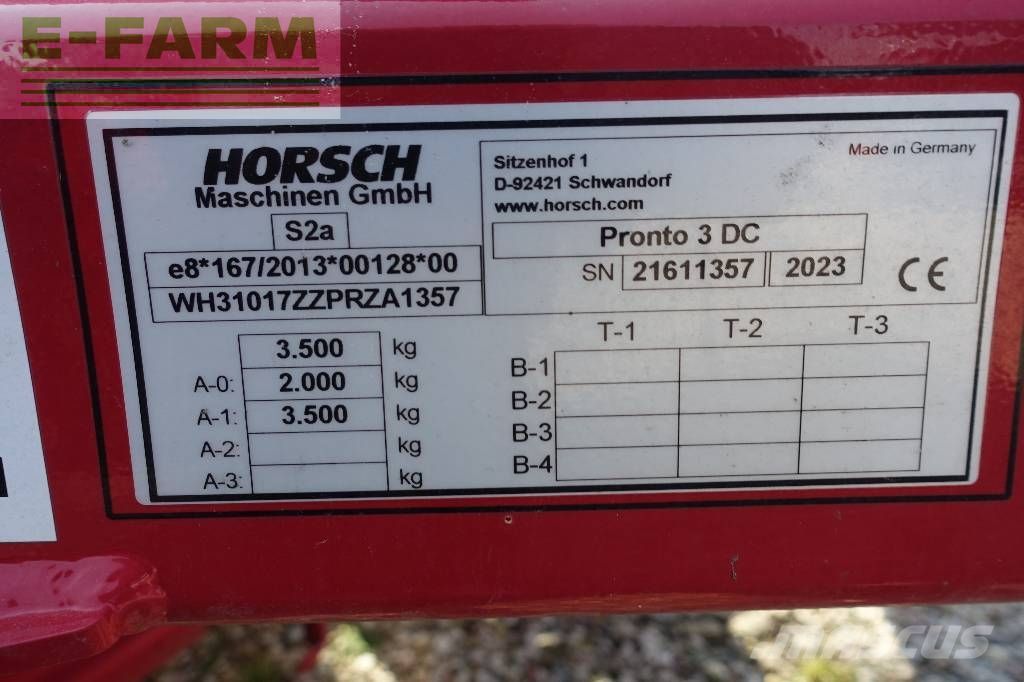 E-FARM
HORSCH
Maschinen GmbH
S2a
e8*167/2013*00128*00
WH31017ZZPRZA1357
Sitzenhof 1
D-92421 Schwandorf
www.horsch.com
Made in Germany
Pronto 3 DC
SN 21611357 2023 CE
3.500 kg
A-0: 2.000 kg
A-1: 3.500 kg
A-2: kg
A-3: kg
T-1 T-2 T-3
B-1
B-2
B-3
B-4
MASCUS